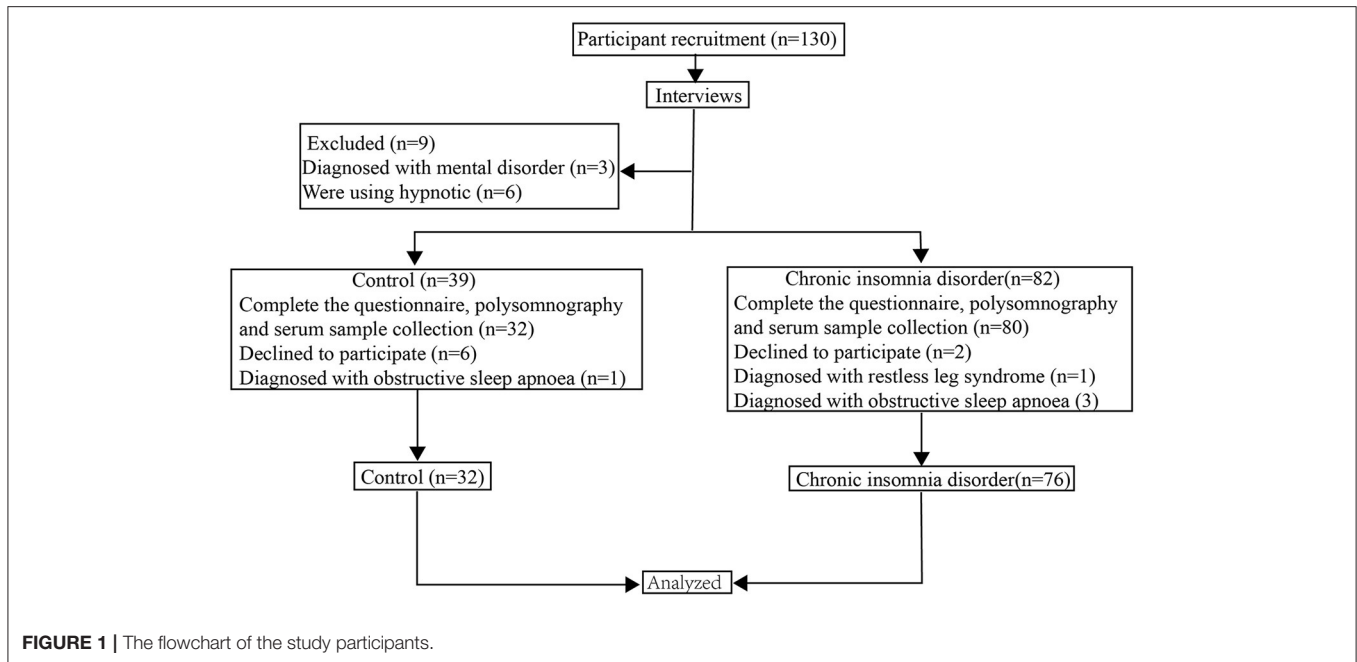 Participant recruitment (n=130)
Interviews
Excluded (n=9)
Diagnosed with mental disorder (n=3)
Were using hypnotic (n=6)
Control (n=39)
Complete the questionnaire, polysomnography
and serum sample collection (n=32)
Declined to participate (n=6)
Diagnosed with obstructive sleep apnoea (n=1)
Chronic insomnia disorder(n=82)
Complete the questionnaire, polysomnography
and serum sample collection (n=80)
Declined to participate (n=2)
Diagnosed with restless leg syndrome (n=1)
Diagnosed with obstructive sleep apnoea (3)
Control (n=32)
Chronic insomnia disorder(n=76)
Analyzed
FIGURE 1 | The flowchart of the study participants.